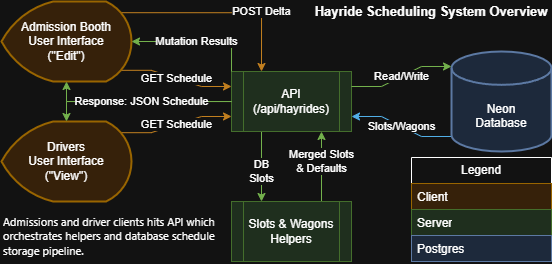 Hayride Scheduling System Overview
POST Delta
Admission Booth
User Interface
("Edit")
Mutation Results
GET Schedule
Response: JSON Schedule
GET Schedule
Drivers
User Interface
("View")
API
(/api/hayrides)
Read/Write
Slots/Wagons
Neon
Database
DB
Slots
Merged Slots
& Defaults
Slots & Wagons
Helpers
Legend
Client
Server
Postgres
Admissions and driver clients hits API which
orchestrates helpers and database schedule
storage pipeline.